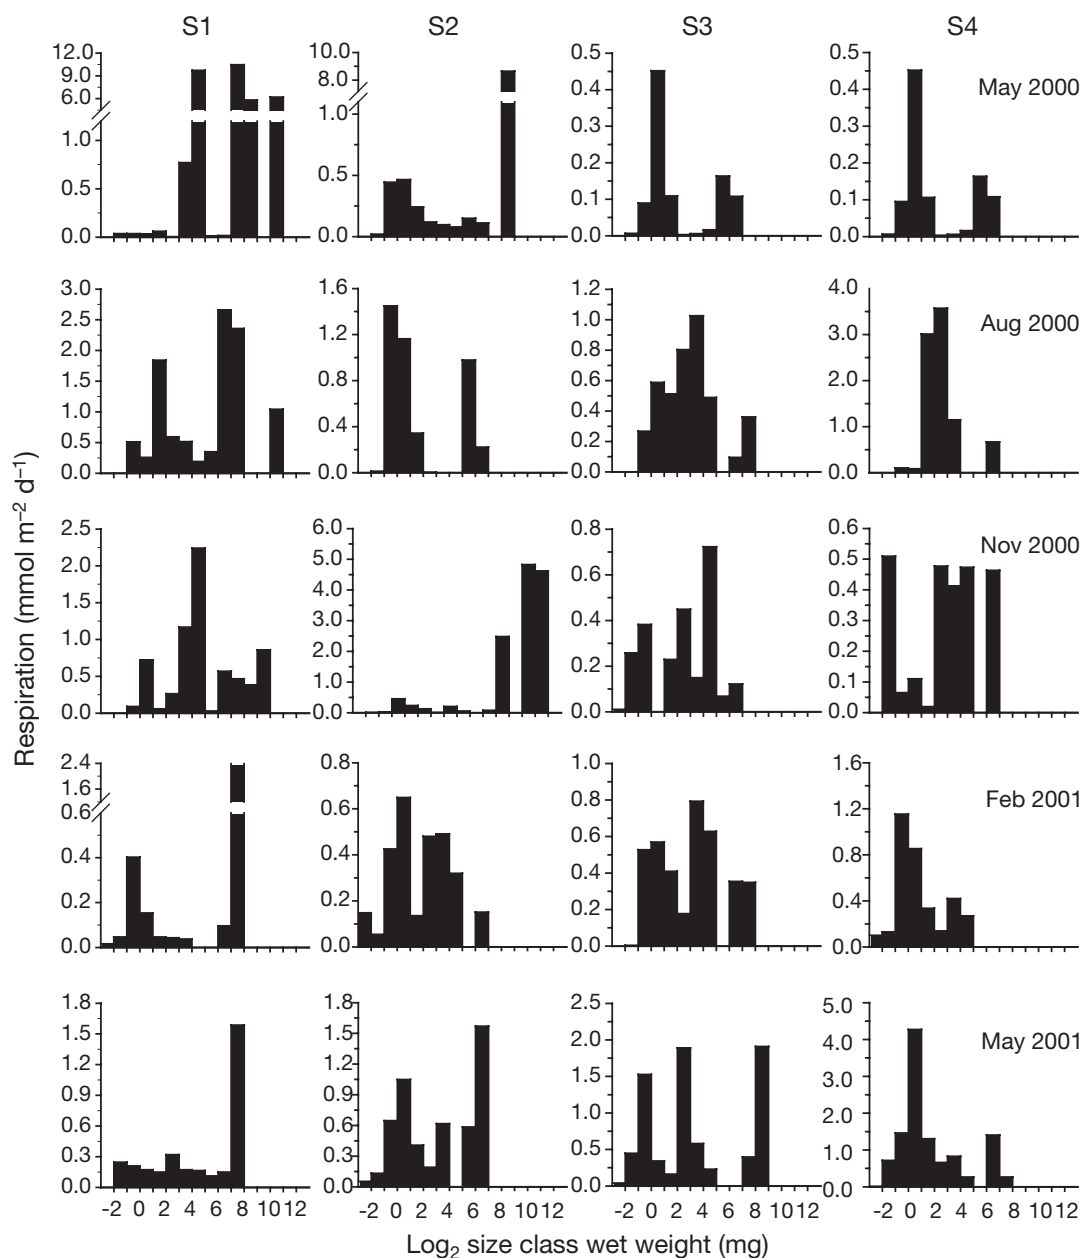 S1 S2 S3 S4
12.0 9.0 6.0 1.0 0.5 0.0
10.0 8.0 1.0 0.5 0.0
0.5 0.4 0.3 0.2 0.1 0.0
0.5 0.4 0.3 0.2 0.1 0.0
May 2000
3.0 2.5 2.0 1.5 1.0 0.5 0.0
1.6 1.2 0.8 0.4 0.0
1.2 1.0 0.8 0.6 0.4 0.2 0.0
4.0 3.0 2.0 1.0 0.0
Aug 2000
2.5 2.0 1.5 1.0 0.5 0.0
6.0 5.0 4.0 3.0 2.0 1.0 0.0
0.8 0.6 0.4 0.2 0.0
0.6 0.5 0.4 0.3 0.2 0.1 0.0
Nov 2000
2.4 1.6 0.6 0.4 0.2 0.0
0.8 0.6 0.4 0.2 0.0
1.0 0.8 0.6 0.4 0.2 0.0
1.6 1.2 0.8 0.4 0.0
Feb 2001
1.8 1.5 1.2 0.9 0.6 0.3 0.0
1.8 1.5 1.2 0.9 0.6 0.3 0.0
2.5 2.0 1.5 1.0 0.5 0.0
5.0 4.0 3.0 2.0 1.0 0.0
May 2001
-2 0 2 4 6 8 10 12 -2 0 2 4 6 8 10 12 -2 0 2 4 6 8 10 12 -2 0 2 4 6 8 10 12
Respiration (mmol m⁻² d⁻¹)
Log₂ size class wet weight (mg)